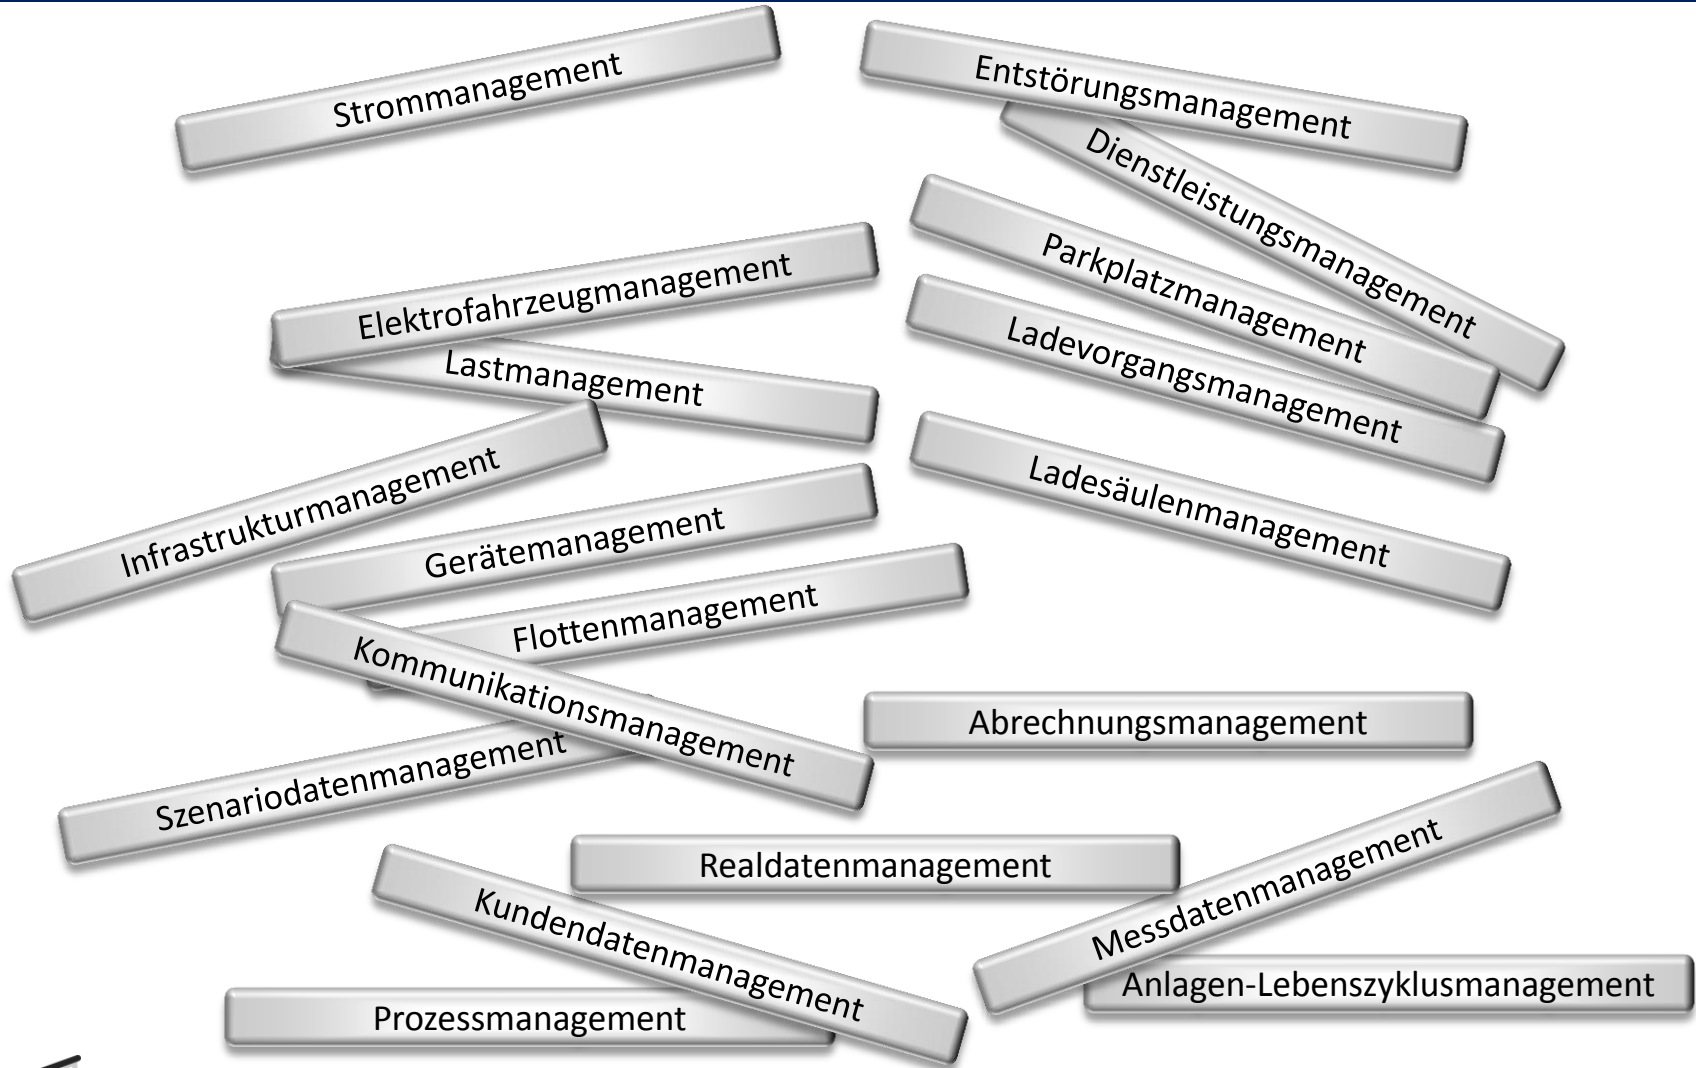 Strommanagement
Entstörungsmanagement
Dienstleistungsmanagement
Parkplatzmanagement
Elektrofahrzeugmanagement
Ladevorgangsmanagement
Lastmanagement
Infrastrukturmanagement
Ladesäulenmanagement
Gerätemanagement
Flottenmanagement
Kommunikationsmanagement
Abrechnungsmanagement
Szenariodatenmanagement
Realdatenmanagement
Messdatenmanagement
Kundendatenmanagement
Anlagen-Lebenszyklusmanagement
Prozessmanagement